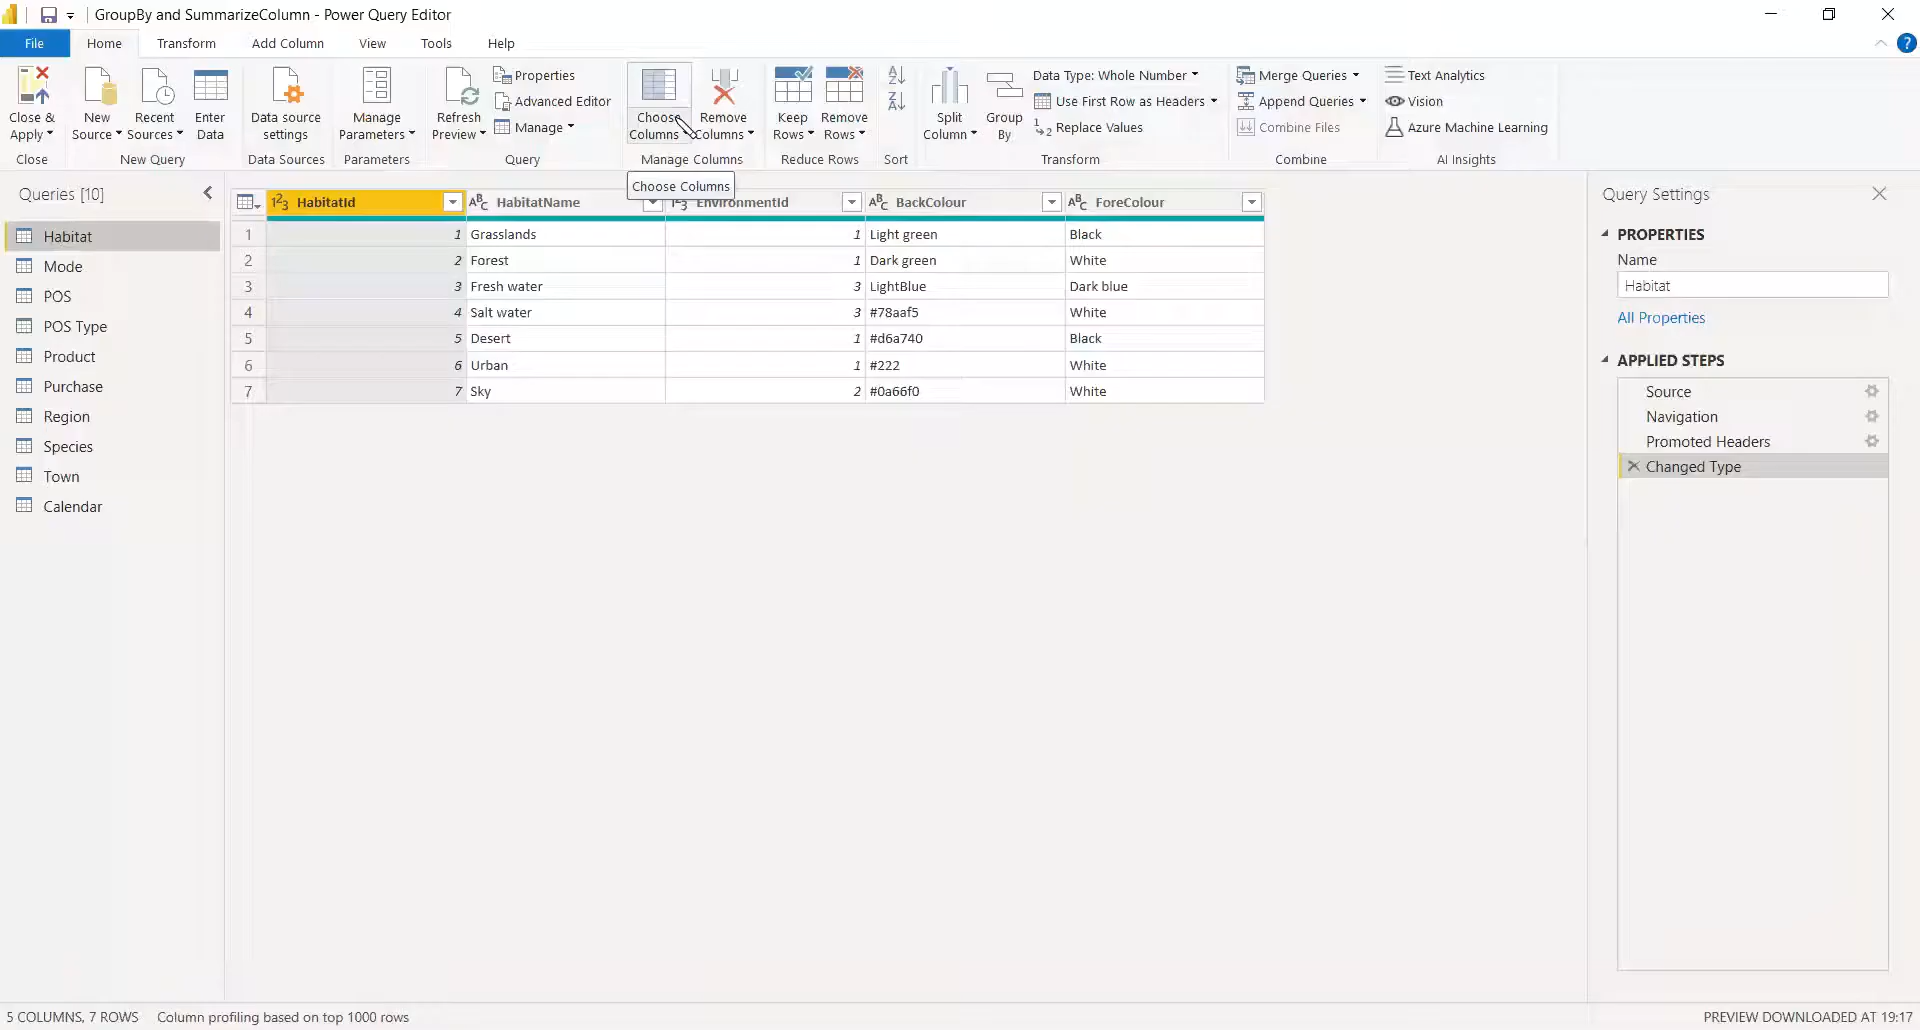 GroupBy and SummarizeColumn - Power Query Editor
File Home Transform Add Column View Tools Help
Close & Apply
New Source
Recent Sources
Enter Data
Data source settings
Manage Parameters
Refresh Preview
Properties
Advanced Editor
Manage
Choose Columns
Remove Columns
Keep Rows
Remove Rows
Split Column
Group By
Data Type: Whole Number
Use First Row as Headers
Replace Values
Merge Queries
Append Queries
Combine Files
Text Analytics
Vision
Azure Machine Learning
Close New Query Data Sources Parameters Query Manage Columns Reduce Rows Sort Transform Combine AI Insights
Choose Columns
Queries [10]
Habitat
Mode
POS
POS Type
Product
Purchase
Region
Species
Town
Calendar
HabitatId HabitatName EnvironmentId BackColour ForeColour
1 1 Grasslands 1 Light green Black
2 2 Forest 1 Dark green White
3 3 Fresh water 3 LightBlue Dark blue
4 4 Salt water 3 #78aaf5 White
5 5 Desert 1 #d6a740 Black
6 6 Urban 1 #222 White
7 7 Sky 2 #0a66f0 White
Query Settings
PROPERTIES
Name
Habitat
All Properties
APPLIED STEPS
Source
Navigation
Promoted Headers
Changed Type
5 COLUMNS, 7 ROWS Column profiling based on top 1000 rows
PREVIEW DOWNLOADED AT 19:17